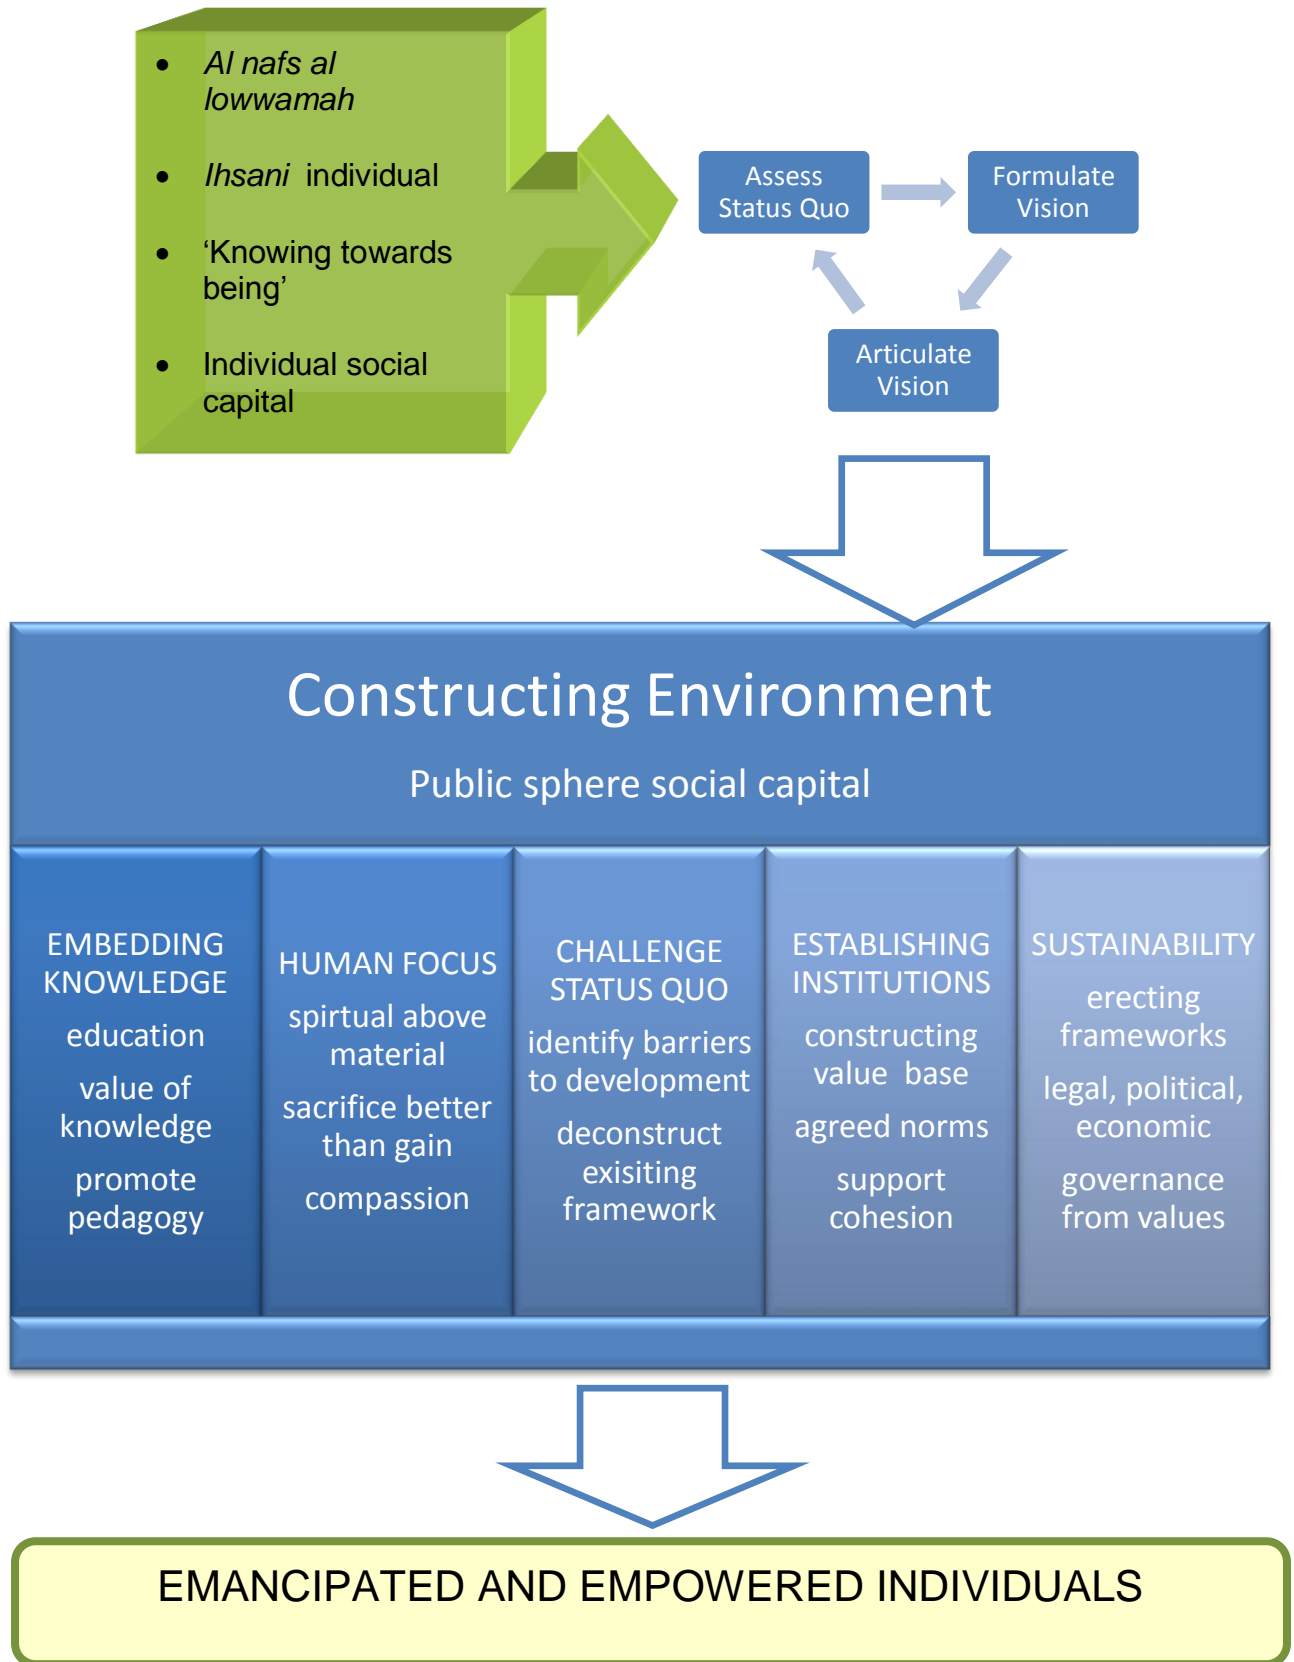 • Al nafs al
lowwamah
• Ihsani individual
• ‘Knowing towards
being’
• Individual social
capital
Assess
Status Quo
Formulate
Vision
Articulate
Vision
Constructing Environment
Public sphere social capital
EMBEDDING
KNOWLEDGE
education
value of
knowledge
promote
pedagogy
HUMAN FOCUS
spirtual above
material
sacrifice better
than gain
compassion
CHALLENGE
STATUS QUO
identify barriers
to development
deconstruct
exisiting
framework
ESTABLISHING
INSTITUTIONS
constructing
value base
agreed norms
support
cohesion
SUSTAINABILITY
erecting
frameworks
legal, political,
economic
governance
from values
EMANCIPATED AND EMPOWERED INDIVIDUALS